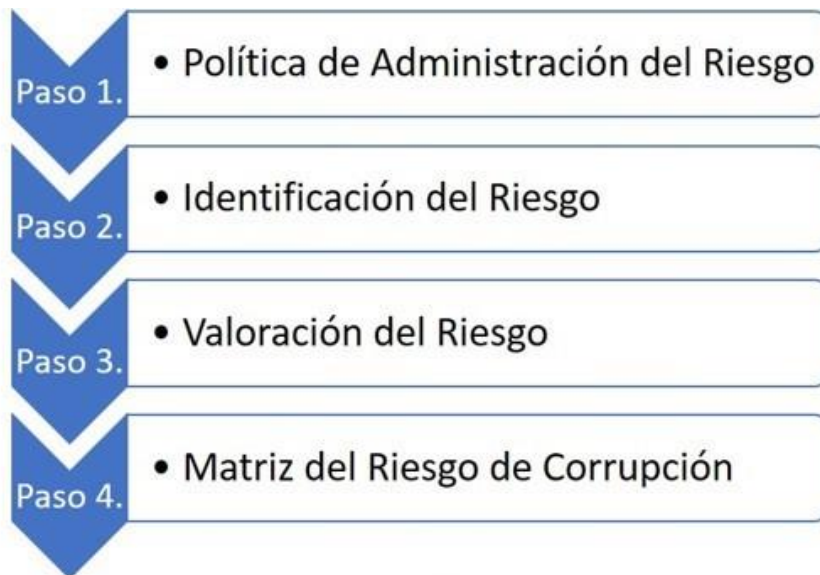 Paso 1.
• Política de Administración del Riesgo
Paso 2.
• Identificación del Riesgo
Paso 3.
• Valoración del Riesgo
Paso 4.
• Matriz del Riesgo de Corrupción